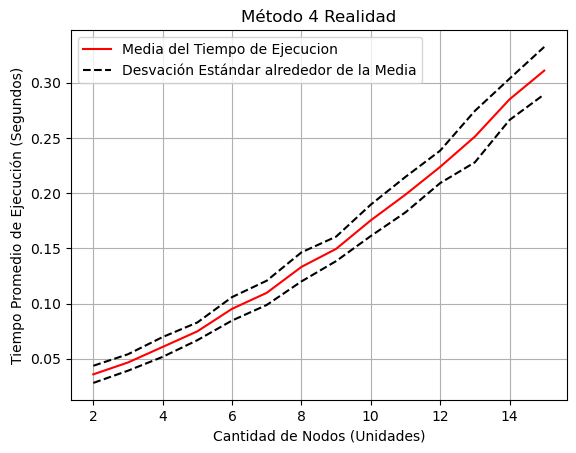 Método 4 Realidad
Media del Tiempo de Ejecucion
Desvación Estándar alrededor de la Media
Tiempo Promedio de Ejecución (Segundos)
0.30
0.25
0.20
0.15
0.10
0.05
2 4 6 8 10 12 14
Cantidad de Nodos (Unidades)